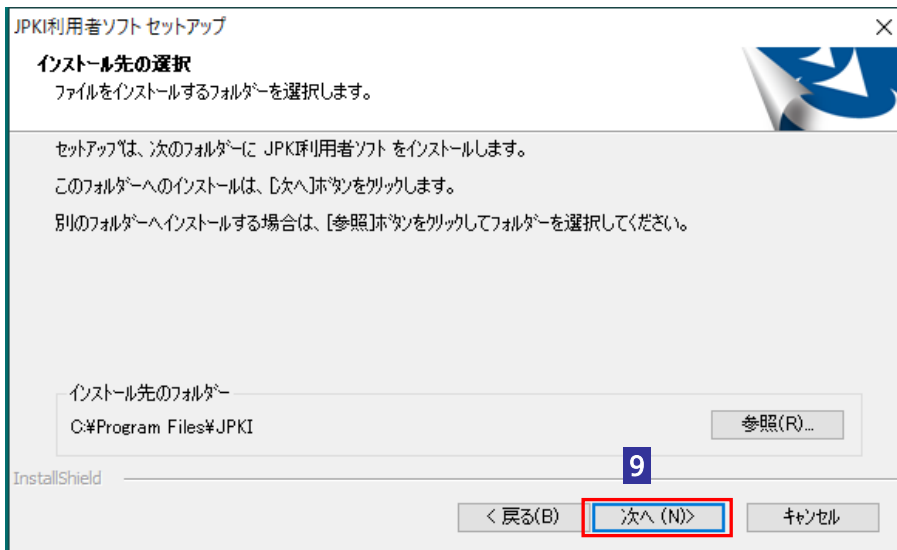 JPKI利用者ソフト セットアップ
インストール先の選択
ファイルをインストールするフォルダーを選択します。
セットアップは、次のフォルダーに JPKI利用者ソフト をインストールします。
このフォルダーへのインストールは、[次へ]ボタンをクリックします。
別のフォルダーへインストールする場合は、[参照]ボタンをクリックしてフォルダーを選択してください。
インストール先のフォルダー
C:¥Program Files¥JPKI
参照(R)...
9
InstallShield
< 戻る(B)
次へ (N)>
キャンセル